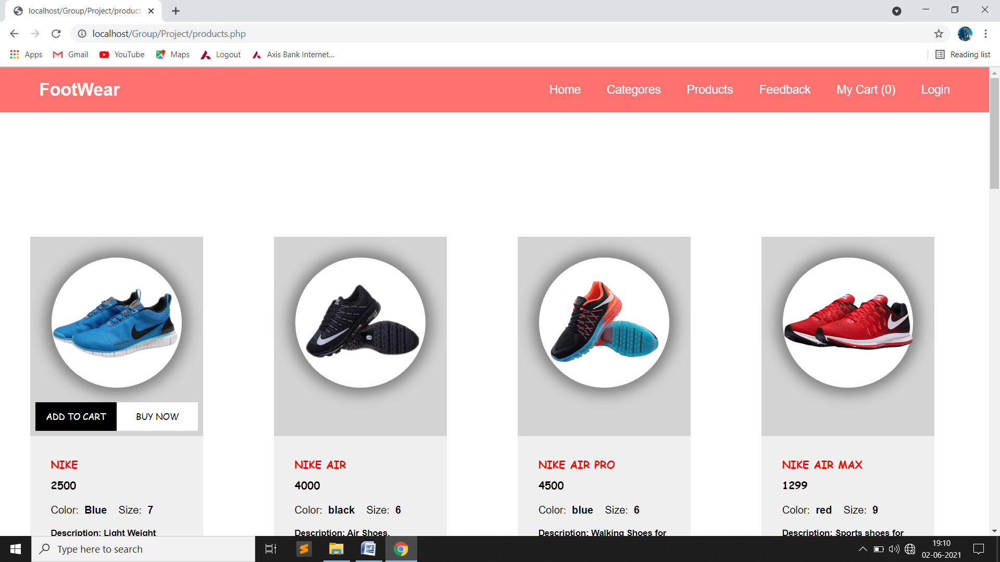 localhost/Group/Project/product
localhost/Group/Project/products.php
Apps Gmail YouTube Maps Logout Axis Bank Internet... Reading list
FootWear Home Categores Products Feedback My Cart (0) Login
ADD TO CART BUY NOW
NIKE
2500
Color: Blue Size: 7
Description: Light Weight
NIKE AIR
4000
Color: black Size: 6
Description: Air Shoes,
NIKE AIR PRO
4500
Color: blue Size: 6
Description: Walking Shoes for
NIKE AIR MAX
1299
Color: red Size: 9
Description: Sports shoes for
Type here to search
19:10
02-06-2021